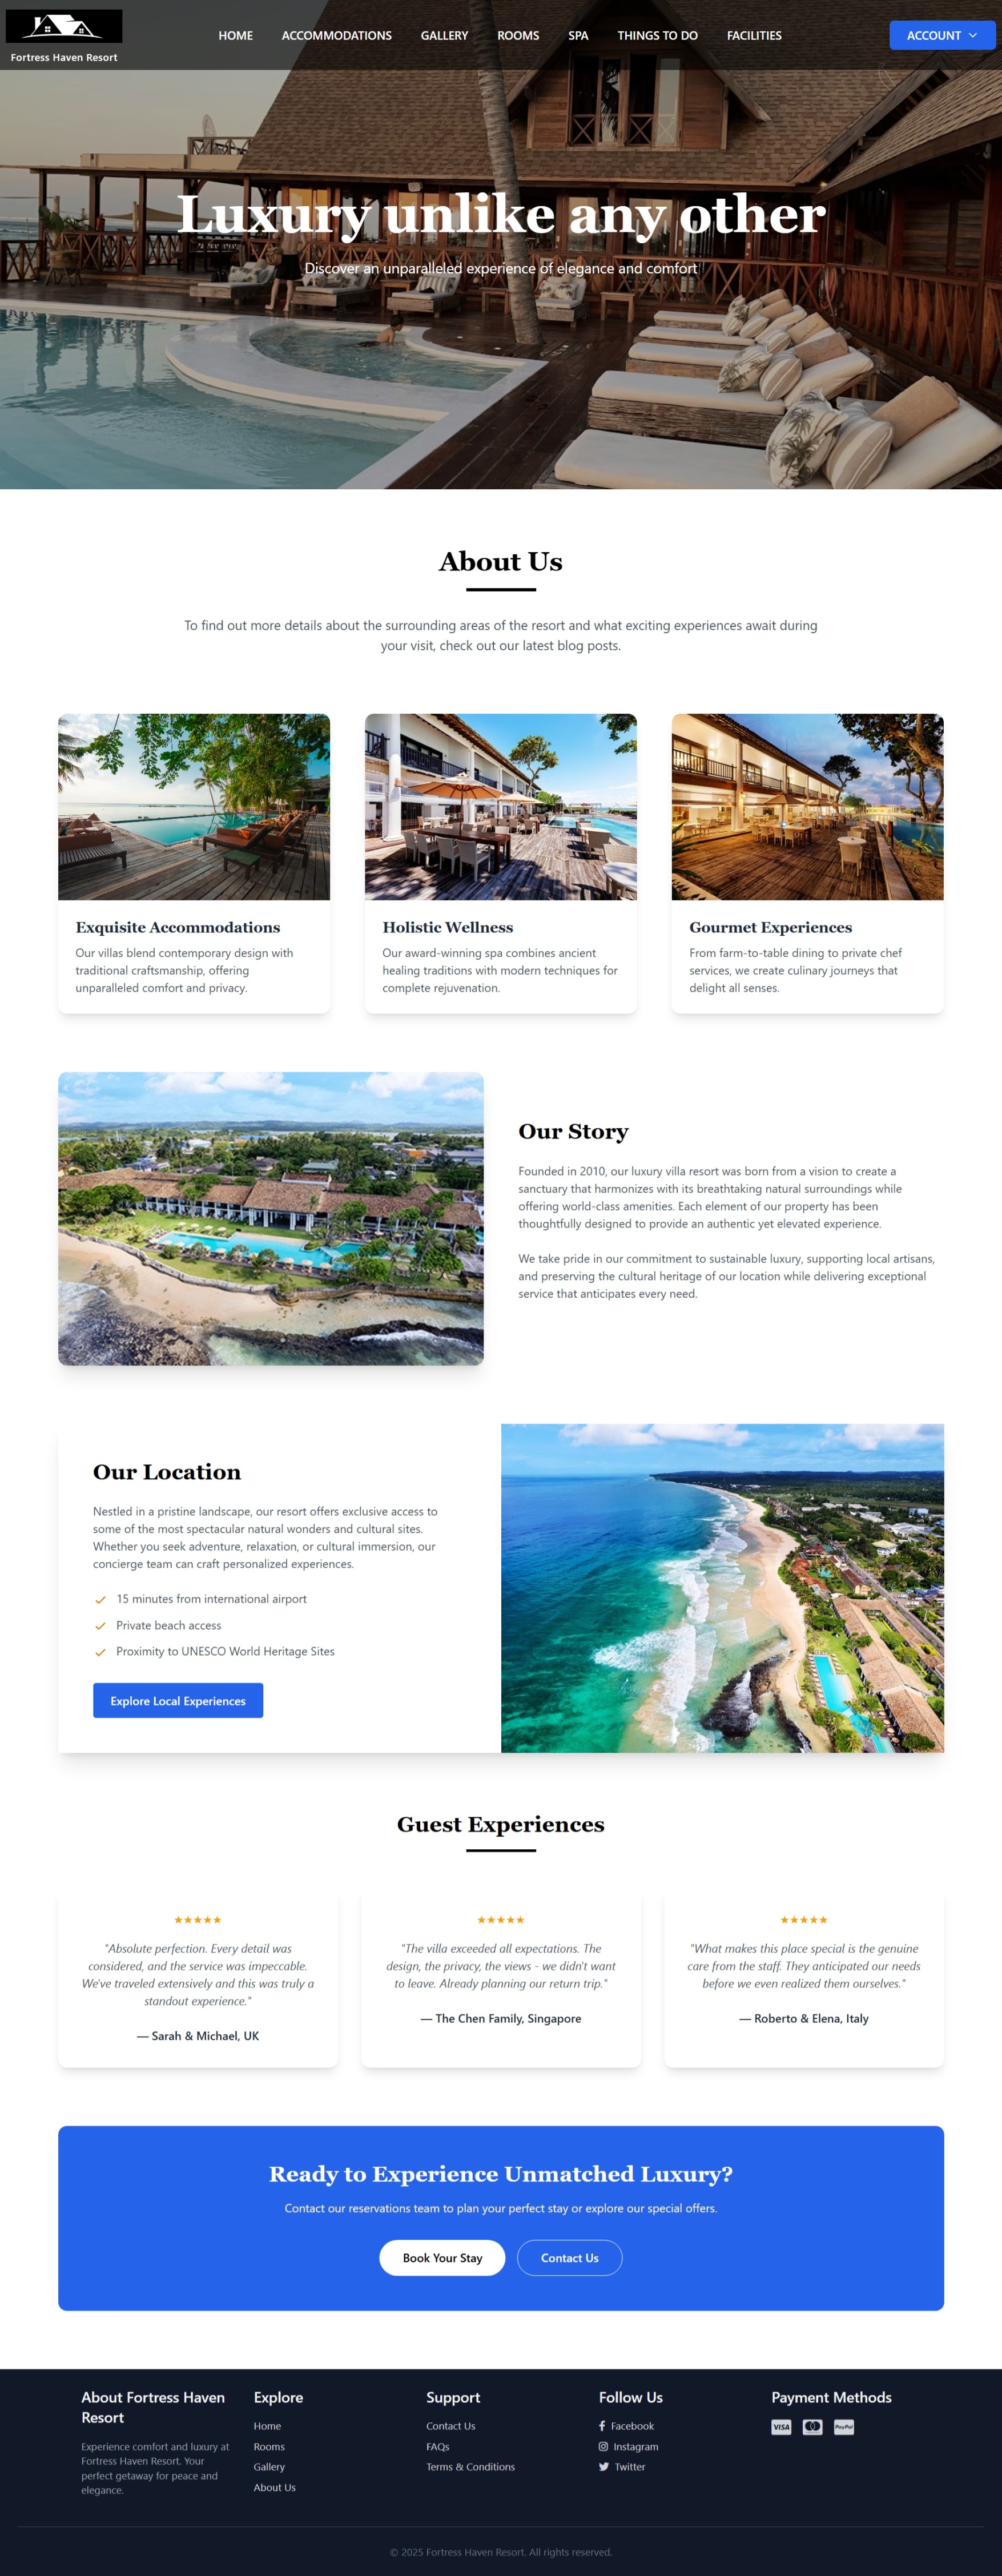 Fortress Haven Resort
HOME
ACCOMMODATIONS
GALLERY
ROOMS
SPA
THINGS TO DO
FACILITIES
ACCOUNT
Luxury unlike any other
Discover an unparalleled experience of elegance and comfort
About Us
To find out more details about the surrounding areas of the resort and what exciting experiences await during
your visit, check out our latest blog posts.
Exquisite Accommodations
Our villas blend contemporary design with
traditional craftsmanship, offering
unparalleled comfort and privacy.
Holistic Wellness
Our award-winning spa combines ancient
healing traditions with modern techniques for
complete rejuvenation.
Gourmet Experiences
From farm-to-table dining to private chef
services, we create culinary journeys that
delight all senses.
Our Story
Founded in 2010, our luxury villa resort was born from a vision to create a
sanctuary that harmonizes with its breathtaking natural surroundings while
offering world-class amenities. Each element of our property has been
thoughtfully designed to provide an authentic yet elevated experience.
We take pride in our commitment to sustainable luxury, supporting local artisans,
and preserving the cultural heritage of our location while delivering exceptional
service that anticipates every need.
Our Location
Nestled in a pristine landscape, our resort offers exclusive access to
some of the most spectacular natural wonders and cultural sites.
Whether you seek adventure, relaxation, or cultural immersion, our
concierge team can craft personalized experiences.
15 minutes from international airport
Private beach access
Proximity to UNESCO World Heritage Sites
Explore Local Experiences
Guest Experiences
★★★★★
"Absolute perfection. Every detail was
considered, and the service was impeccable.
We've traveled extensively and this was truly a
standout experience."
— Sarah & Michael, UK
★★★★★
"The villa exceeded all expectations. The
design, the privacy, the views - we didn't want
to leave. Already planning our return trip."
— The Chen Family, Singapore
★★★★★
"What makes this place special is the genuine
care from the staff. They anticipated our needs
before we even realized them ourselves."
— Roberto & Elena, Italy
Ready to Experience Unmatched Luxury?
Contact our reservations team to plan your perfect stay or explore our special offers.
Book Your Stay
Contact Us
About Fortress Haven
Resort
Experience comfort and luxury at
Fortress Haven Resort. Your
perfect getaway for peace and
elegance.
Explore
Home
Rooms
Gallery
About Us
Support
Contact Us
FAQs
Terms & Conditions
Follow Us
Facebook
Instagram
Twitter
Payment Methods
VISA
PayPal
© 2025 Fortress Haven Resort. All rights reserved.